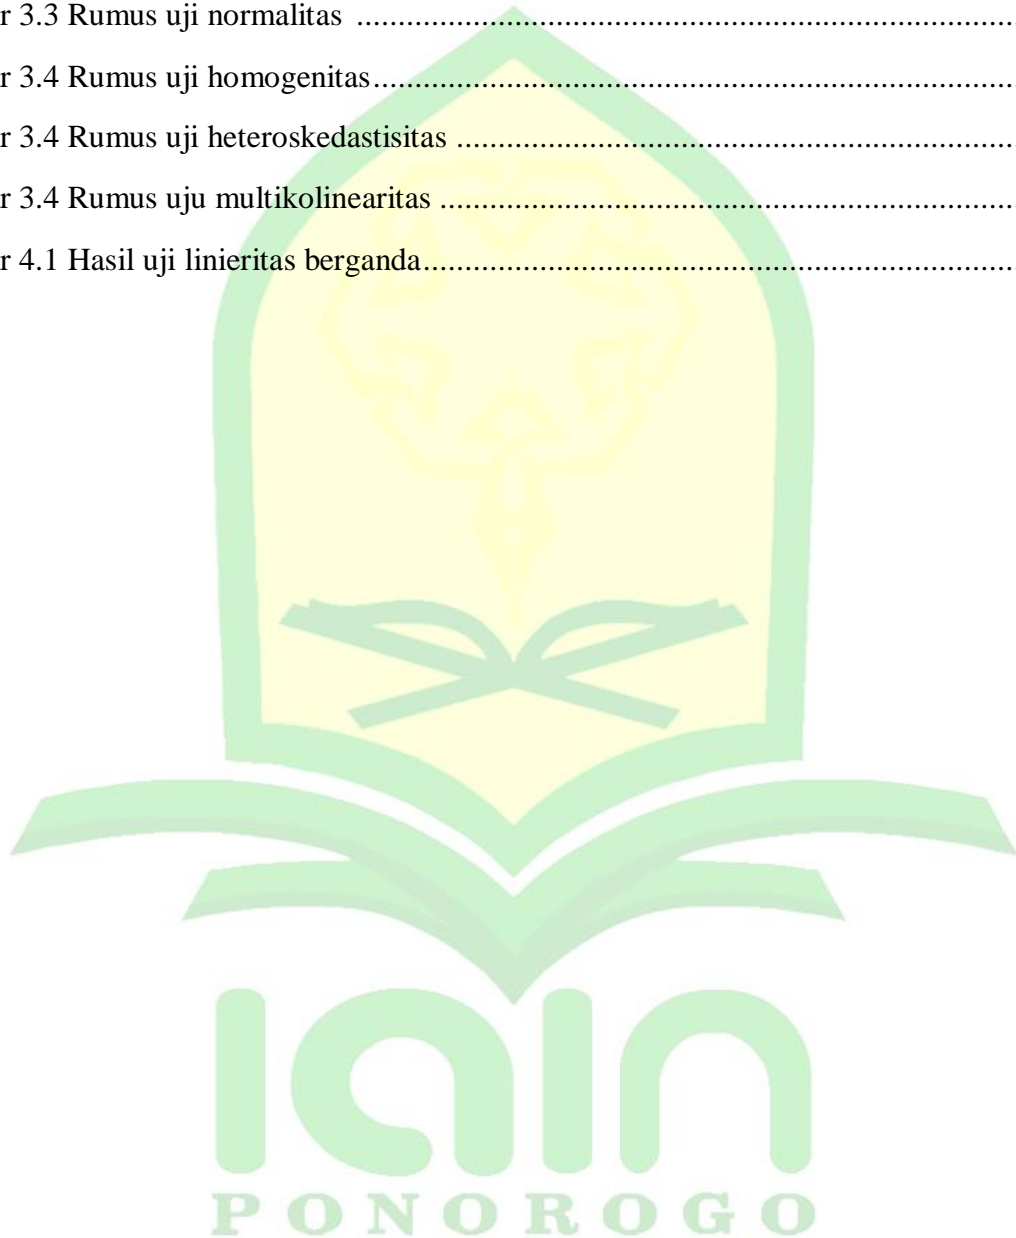 r 3.3 Rumus uji normalitas ........................................................................................
r 3.4 Rumus uji homogenitas.....................................................................................
r 3.4 Rumus uji heteroskedastisitas ..........................................................................
r 3.4 Rumus uju multikolinearitas ............................................................................
r 4.1 Hasil uji linieritas berganda..............................................................................
iain
PONOROGO